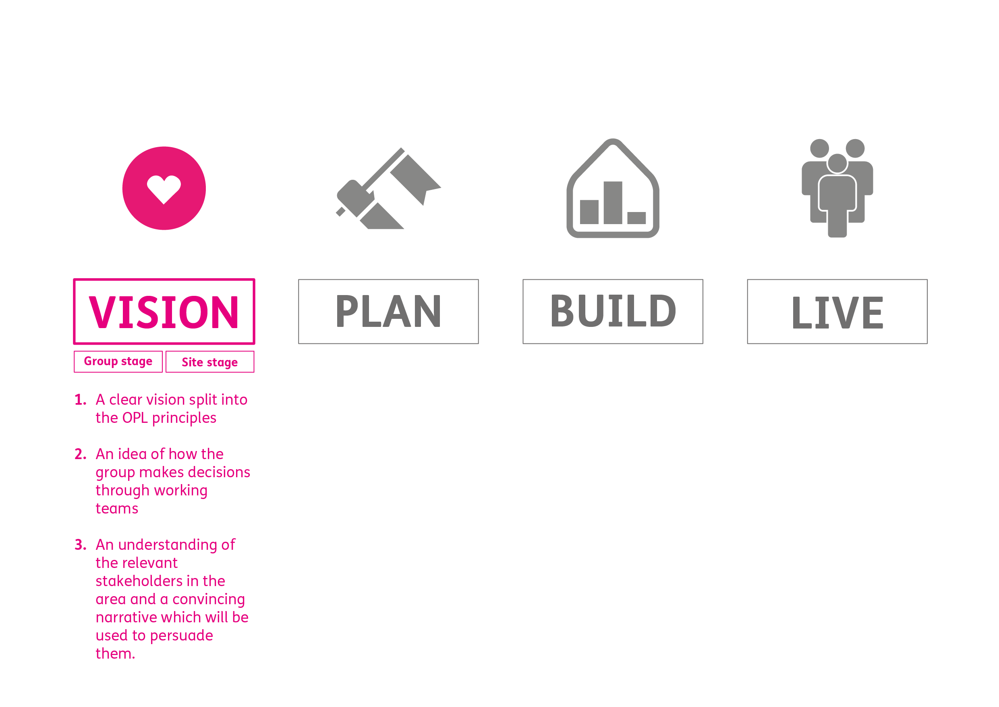 VISION
PLAN
BUILD
LIVE
Group stage
Site stage
1. A clear vision split into
the OPL principles
2. An idea of how the
group makes decisions
through working
teams
3. An understanding of
the relevant
stakeholders in the
area and a convincing
narrative which will be
used to persuade
them.